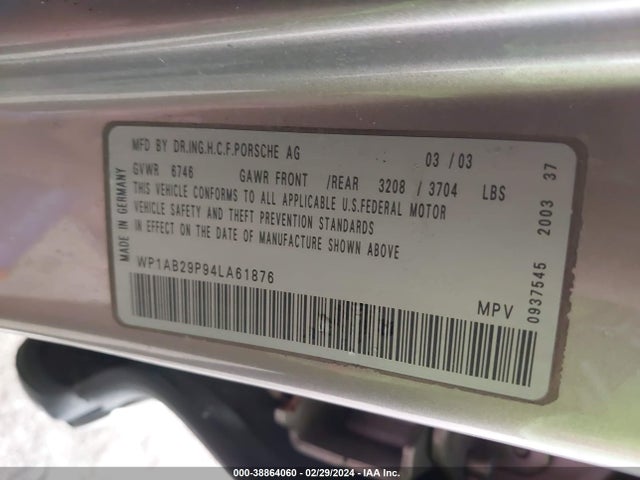 MFD BY DR.ING.H.C.F.PORSCHE AG 03 / 03
GVWR 6746 GAWR FRONT /REAR 3208 / 3704 LBS
THIS VEHICLE CONFORMS TO ALL APPLICABLE U.S.FEDERAL MOTOR
VEHICLE SAFETY AND THEFT PREVENTION STANDARDS
IN EFFECT ON THE DATE OF MANUFACTURE SHOWN ABOVE
WP1AB29P94LA61876
MPV
MADE IN GERMANY
0937545 2003 37
000-38864060 - 02/29/2024 - IAA Inc.